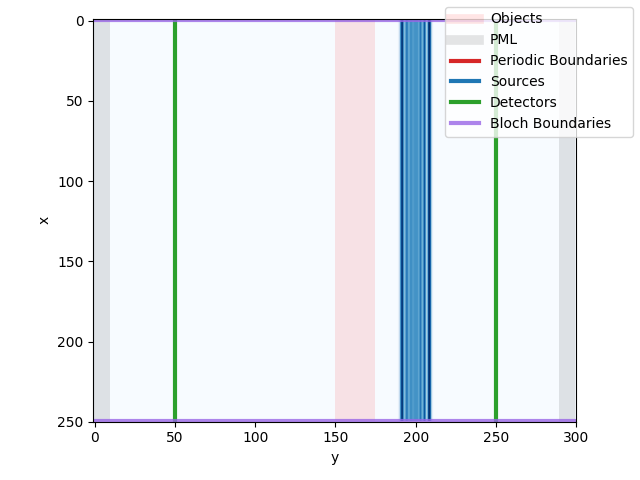 Objects
PML
Periodic Boundaries
Sources
Detectors
Bloch Boundaries
0
50
100
150
200
250
x
0
50
100
150
200
250
300
y